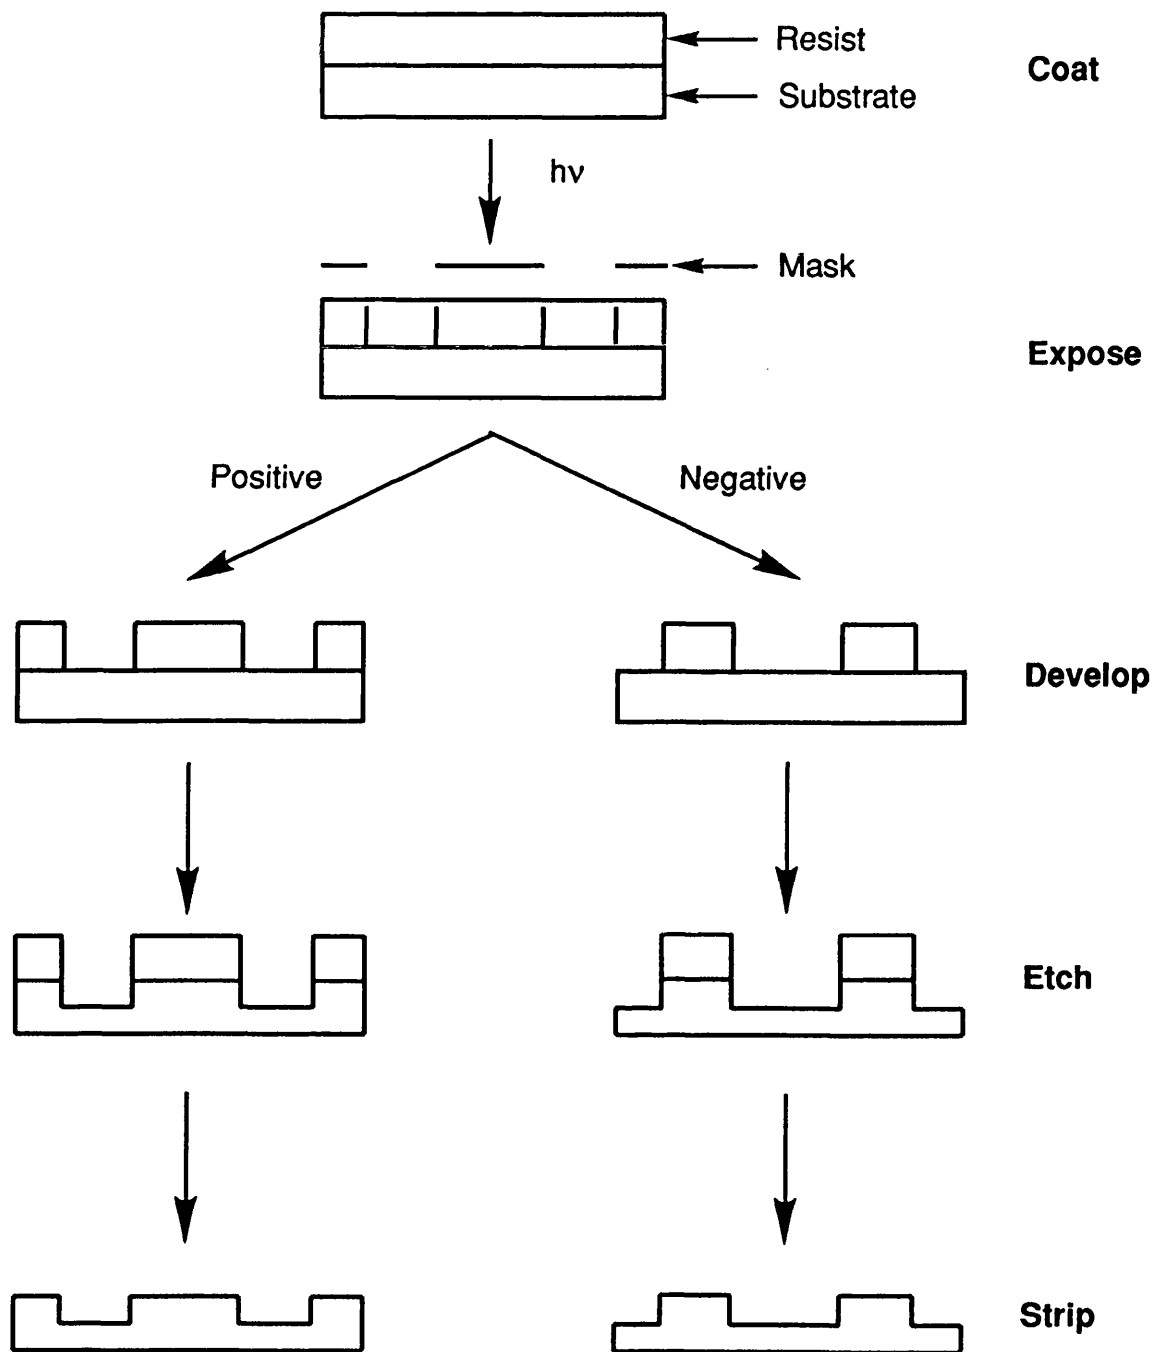 Resist
Coat
Substrate
hν
Mask
Expose
Positive
Negative
Develop
Etch
Strip